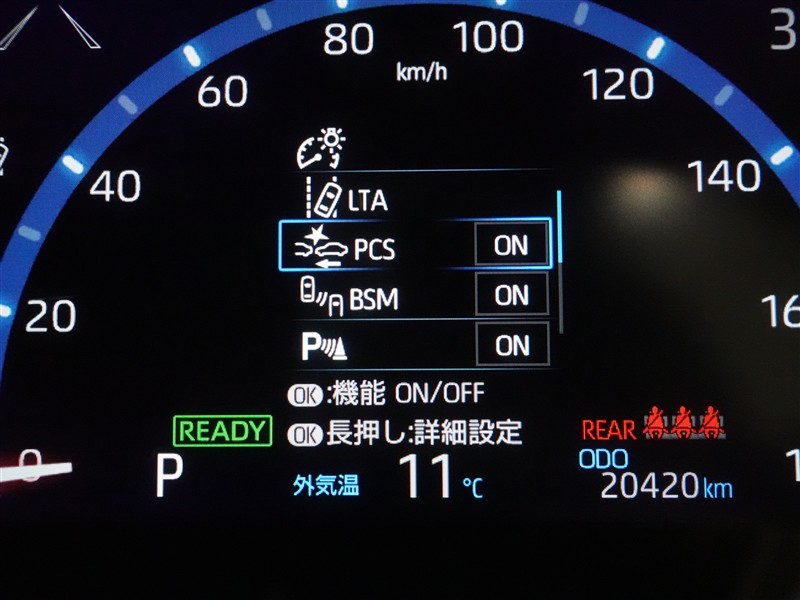 80 100
km/h
60 120
40 140
20
LTA
PCS ON
BSM ON
P ON
OK:機能 ON/OFF
OK長押し:詳細設定
READY
REAR
ODO
0
P
外気温 11℃
20420km